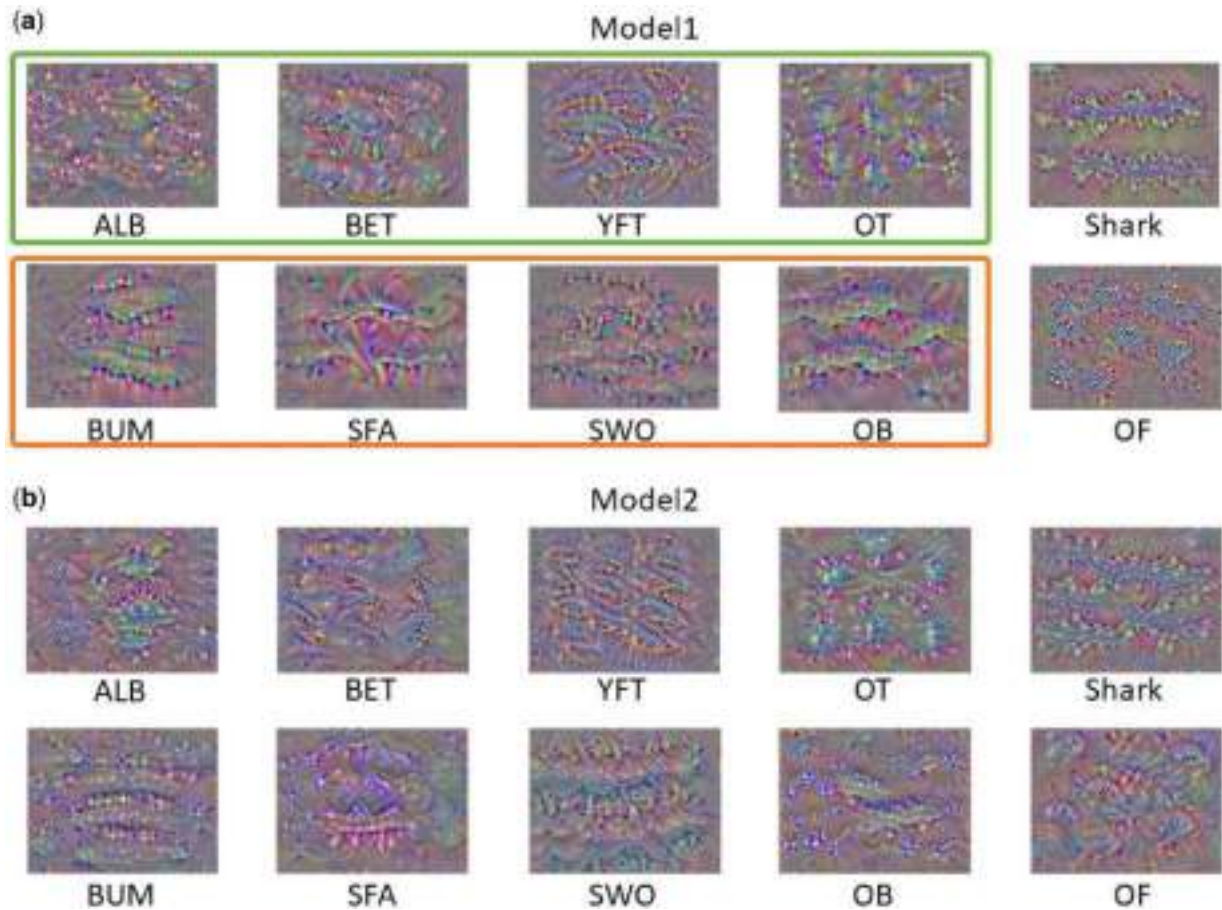 (a)
Model1
ALB BET YFT OT Shark
BUM SFA SWO OB OF
(b)
Model2
ALB BET YFT OT Shark
BUM SFA SWO OB OF